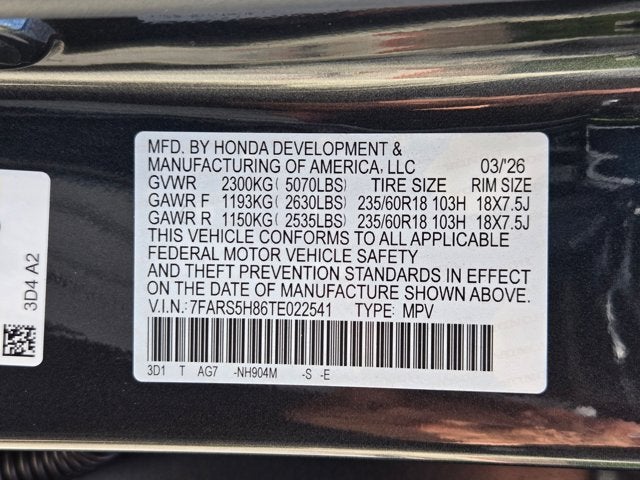 MFD. BY HONDA DEVELOPMENT &
MANUFACTURING OF AMERICA, LLC 03/'26
GVWR 2300KG( 5070LBS) TIRE SIZE RIM SIZE
GAWR F 1193KG( 2630LBS) 235/60R18 103H 18X7.5J
GAWR R 1150KG( 2535LBS) 235/60R18 103H 18X7.5J
THIS VEHICLE CONFORMS TO ALL APPLICABLE
FEDERAL MOTOR VEHICLE SAFETY
AND THEFT PREVENTION STANDARDS IN EFFECT
ON THE DATE OF MANUFACTURE SHOWN ABOVE.
V.I.N.:7FARS5H86TE022541 TYPE: MPV
3D1 T AG7 -NH904M -S -E
3D4 A2